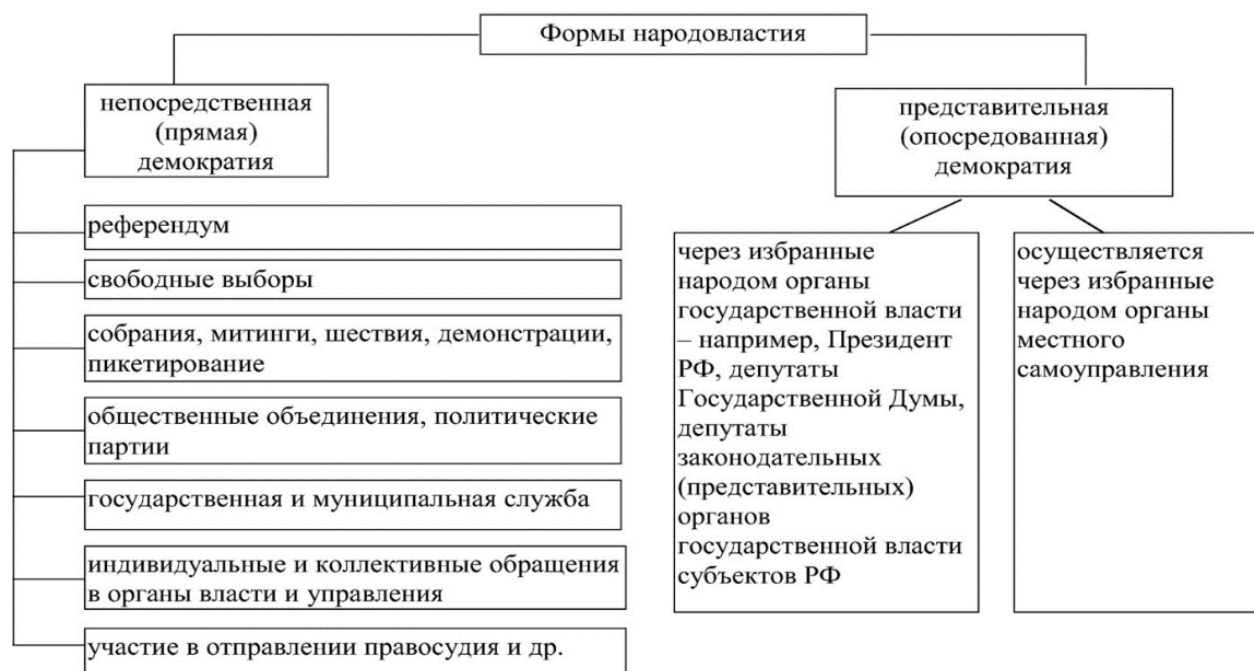 Формы народовластия
непосредственная
(прямая)
демократия
референдум
свободные выборы
собрания, митинги, шествия, демонстрации,
пикетирование
общественные объединения, политические
партии
государственная и муниципальная служба
индивидуальные и коллективные обращения
в органы власти и управления
участие в отправлении правосудия и др.
представительная
(опосредованная)
демократия
через избранные
народом органы
государственной власти
– например, Президент
РФ, депутаты
Государственной Думы,
депутаты
законодательных
(представительных)
органов
государственной власти
субъектов РФ
осуществляется
через избранные
народом органы
местного
самоуправления